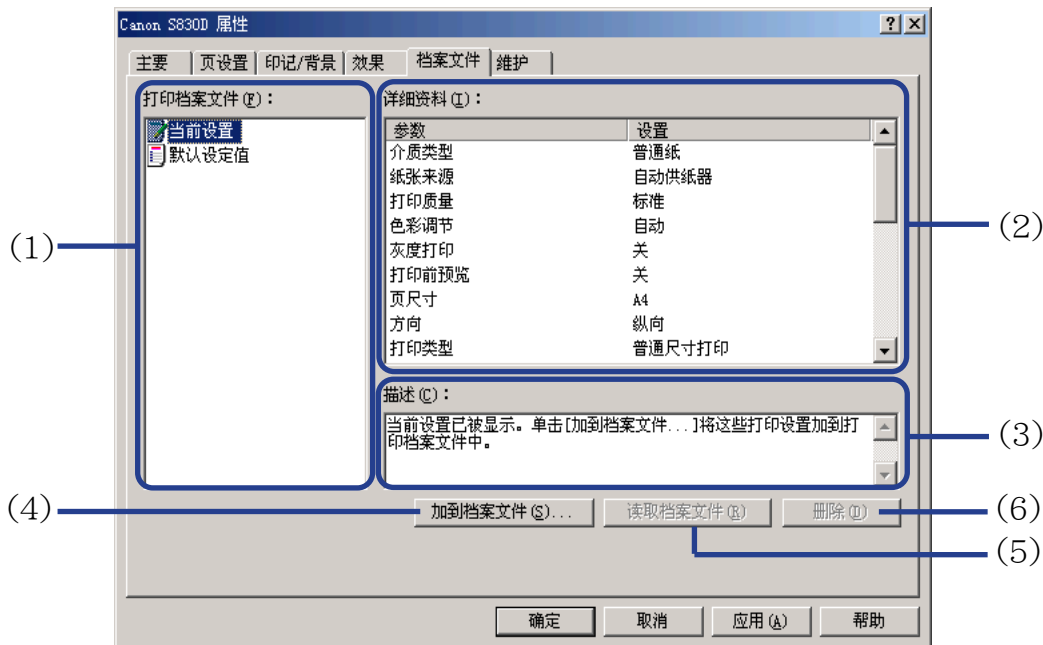 Canon S830D 属性
主要 页设置 印记/背景 效果 档案文件 維护
打印档案文件(F):
当前设置
默认设定值
详细资料(I):
参数 设置
介质类型 普通纸
纸张来源 自动供纸器
打印质量 标准
色彩调节 自动
灰度打印 关
打印前预览 关
页尺寸 A4
方向 纵向
打印类型 普通尺寸打印
描述(C):
当前设置已被显示。单击[加到档案文件...]将这些打印设置加到打
印档案文件中。
加到档案文件(S)... 读取档案文件(R) 删除(D)
确定 取消 应用(A) 帮助
(1)
(2)
(3)
(4)
(5)
(6)